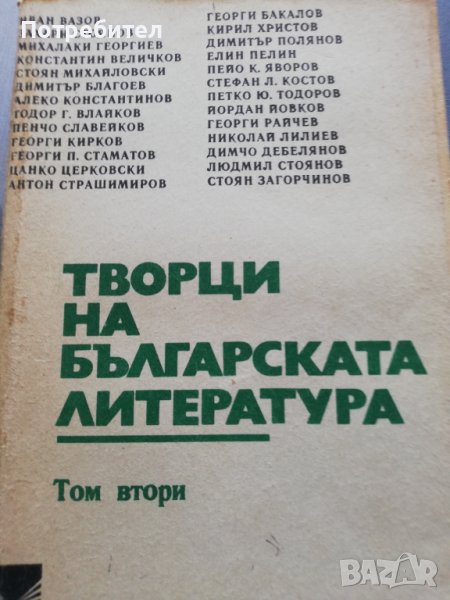 ИВАН ВАЗОВ
Потребител
МИХАЛАКИ ГЕОРГИЕВ
КОНСТАНТИН ВЕЛИЧКОВ
СТОЯН МИХАЙЛОВСКИ
ДИМИТЪР БЛАГОЕВ
АЛЕКО КОНСТАНТИНОВ
ТОДОР Г. ВЛАЙКОВ
ПЕНЧО СЛАВЕЙКОВ
ГЕОРГИ КИРКОВ
ГЕОРГИ П. СТАМАТОВ
ЦАНКО ЦЕРКОВСКИ
АНТОН СТРАШИМИРОВ
ГЕОРГИ БАКАЛОВ
КИРИЛ ХРИСТОВ
ДИМИТЪР ПОЛЯНОВ
ЕЛИН ПЕЛИН
ПЕЙО К. ЯВОРОВ
СТЕФАН Л. КОСТОВ
ПЕТКО Ю. ТОДОРОВ
ЙОРДАН ЙОВКОВ
ГЕОРГИ РАЙЧЕВ
НИКОЛАЙ ЛИЛИЕВ
ДИМЧО ДЕБЕЛЯНОВ
ЛЮДМИЛ СТОЯНОВ
СТОЯН ЗАГОРЧИНОВ
ТВОРЦИ
НА
БЪЛГАРСКАТА
ЛИТЕРАТУРА
Том втори
BAZAR